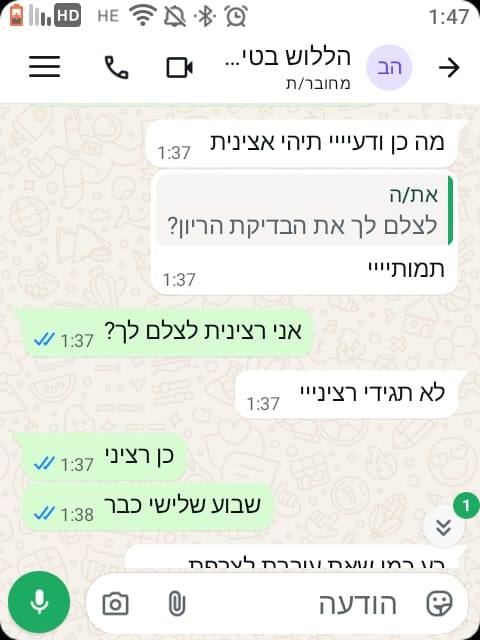 HD HE 1:47
הללוש בטי...
הב
מחובר/ת
מה כן ודעיייי תיהי אצינית
1:37
את/ה
לצלם לך את הבדיקת הריון?
תמותיייי
1:37
אני רצינית לצלם לך?
1:37
לא תגידי רצינייי
1:37
כן רציני
1:37
שבוע שלישי כבר
1:38
1
הודעה